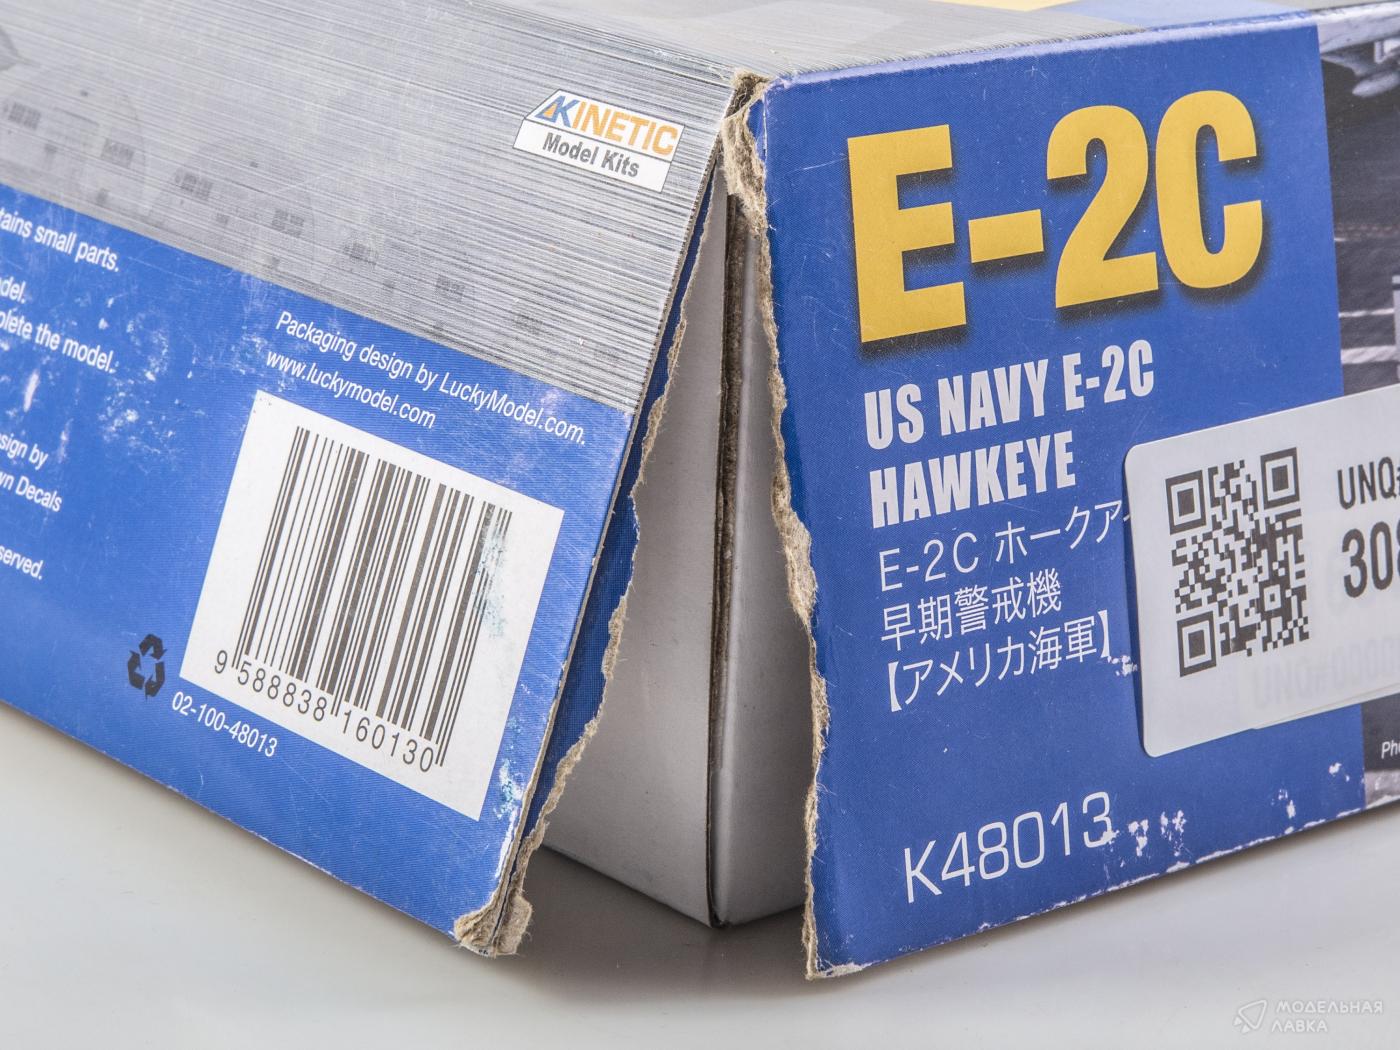 KINETIC
Model Kits
tains small parts.
del.
plete the model.
Packaging design by LuckyModel.com.
www.luckymodel.com
sign by
wn Decals
served.
9 588838 160130
02-100-48013
E-2C
US NAVY E-2C
HAWKEYE
E-2C ホークア
早期警戒機
【アメリカ海軍】
K48013
UNQ
308
МОДЕЛЬНАЯ
ЛАВКА